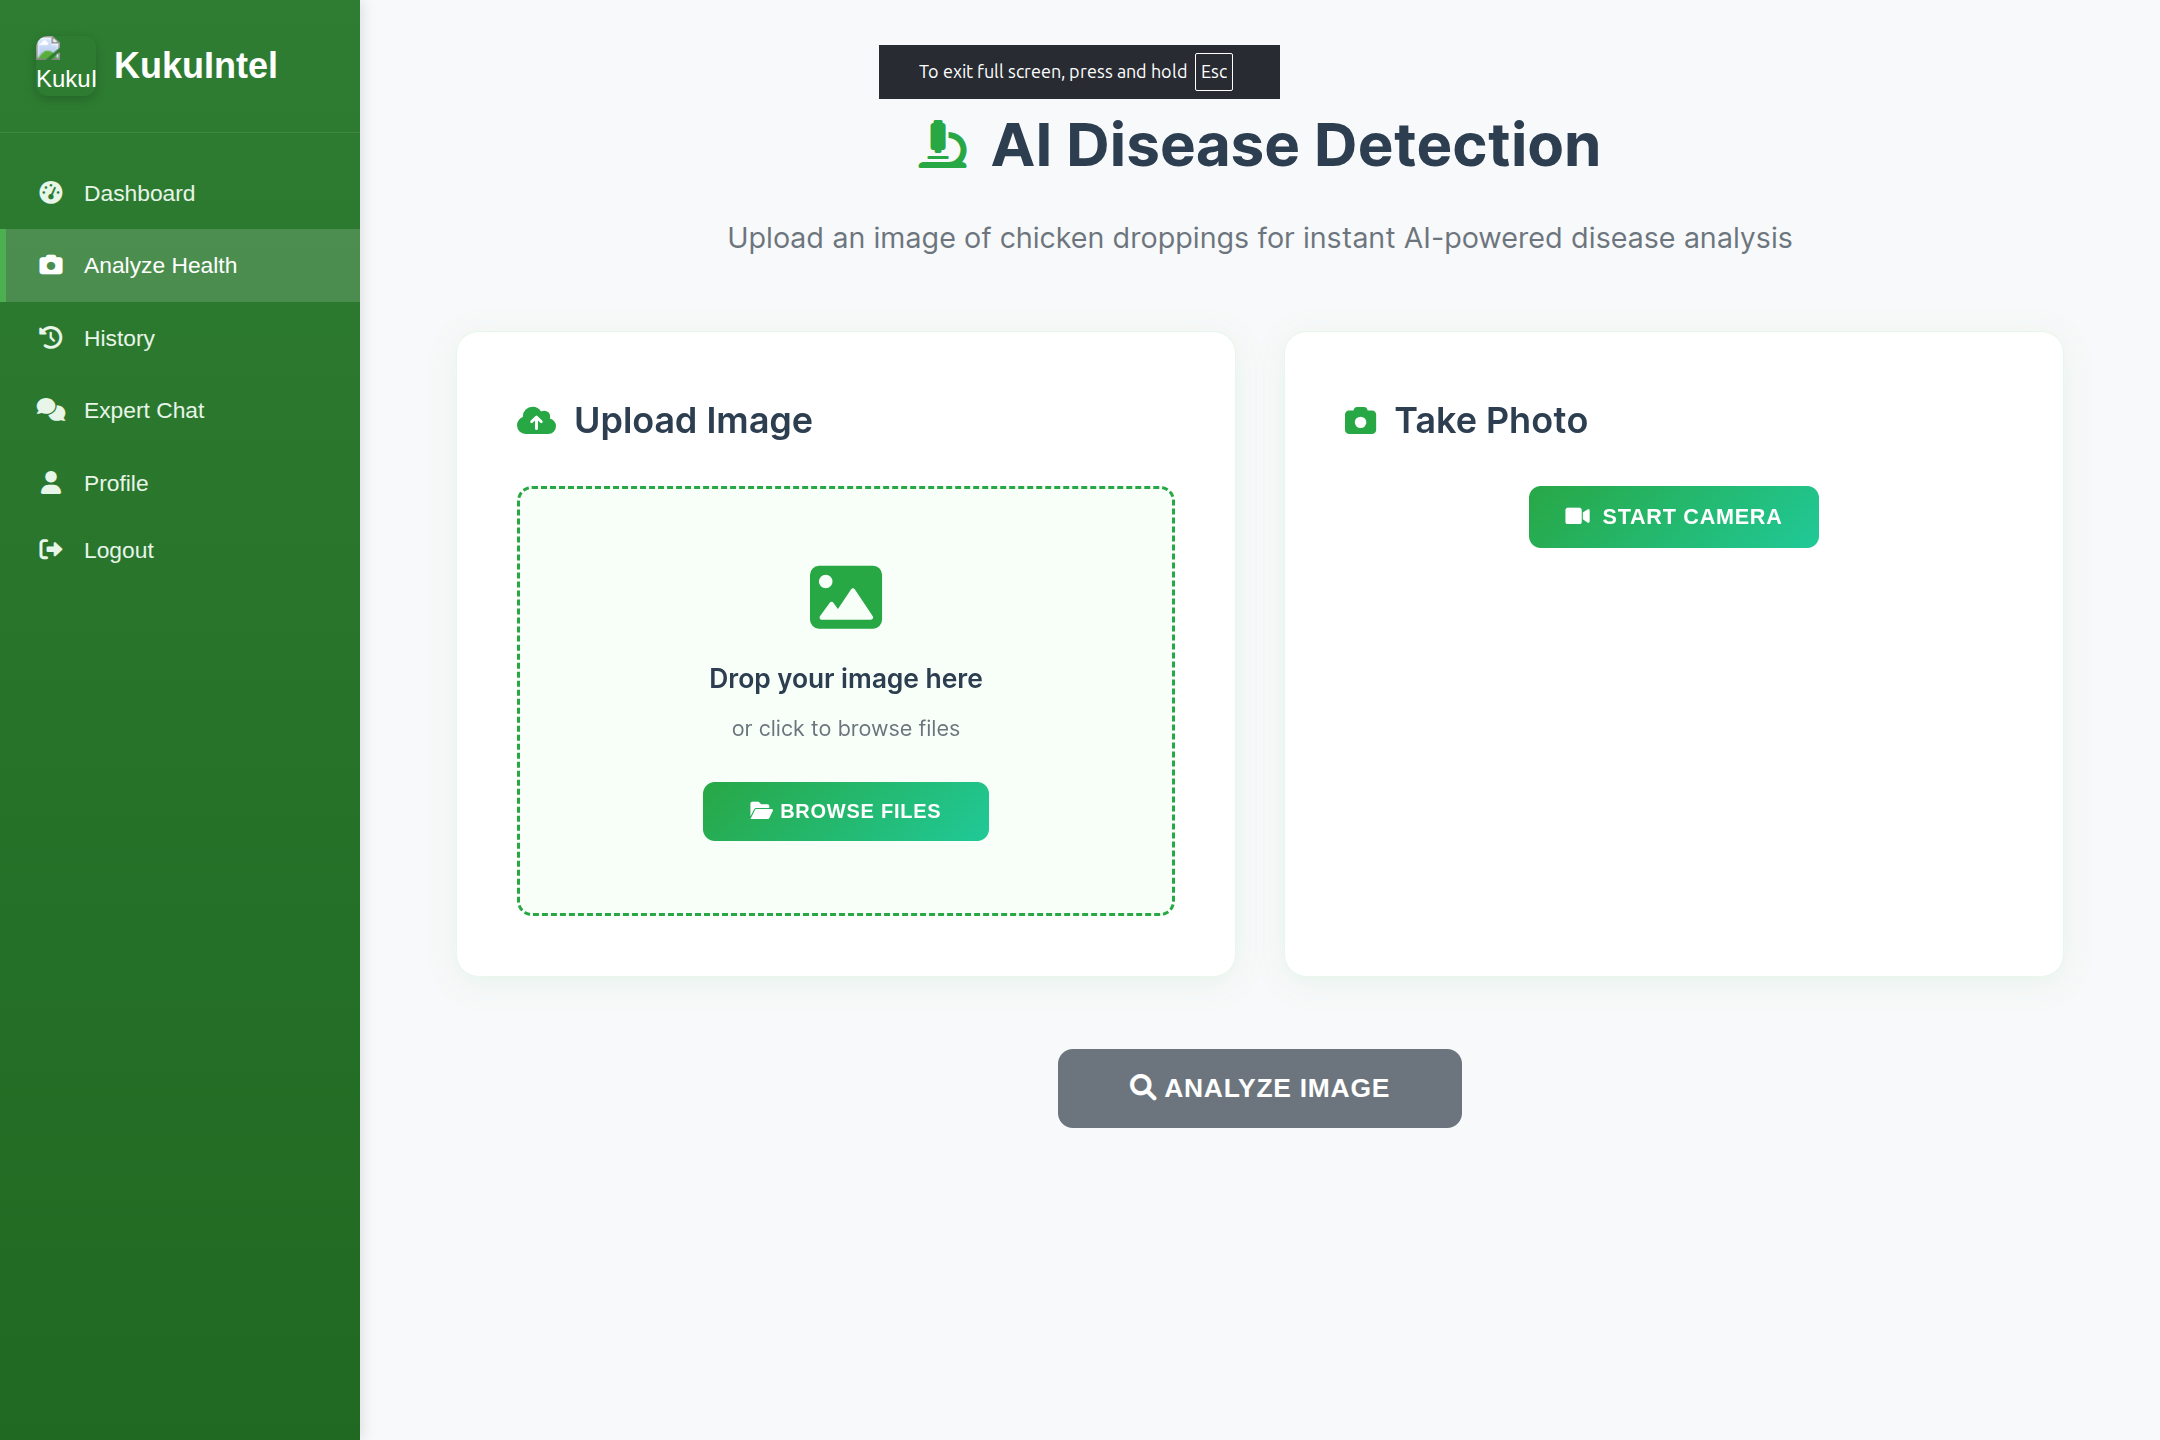 Kukul
KukuIntel
Dashboard
Analyze Health
History
Expert Chat
Profile
Logout
To exit full screen, press and hold Esc
AI Disease Detection
Upload an image of chicken droppings for instant AI-powered disease analysis
Upload Image
Drop your image here
or click to browse files
BROWSE FILES
Take Photo
START CAMERA
ANALYZE IMAGE